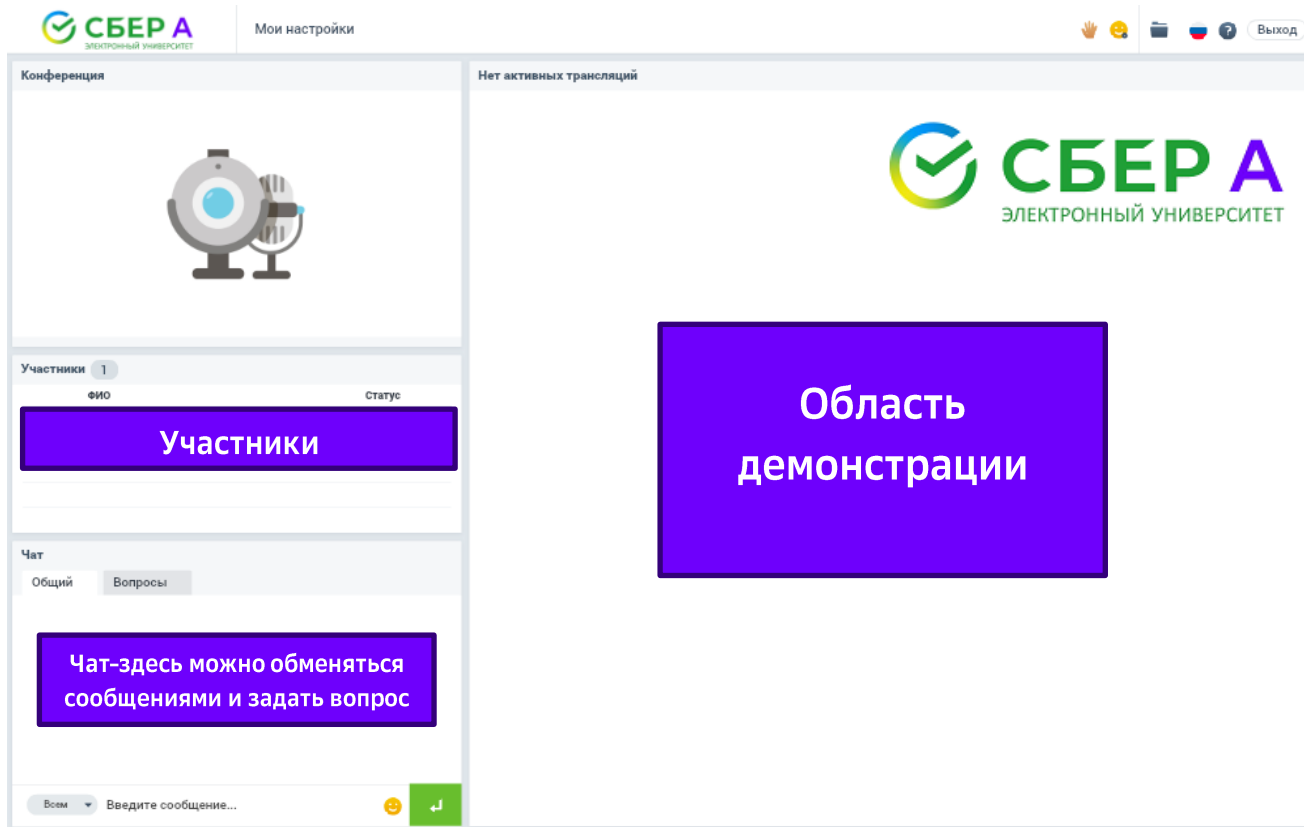 СБЕР А
ЭЛЕКТРОННЫЙ УНИВЕРСИТЕТ
Мои настройки
Выход
Конференция
Нет активных трансляций
СБЕР А
ЭЛЕКТРОННЫЙ УНИВЕРСИТЕТ
Участники 1
ФИО Статус
Участники
Область
демонстрации
Чат
Общий Вопросы
Чат-здесь можно обменяться
сообщениями и задать вопрос
Всем Введите сообщение...